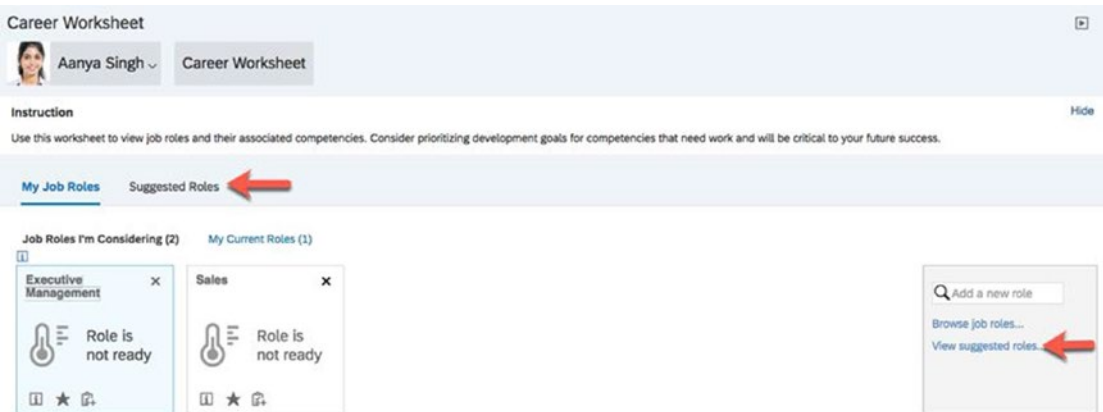 Career Worksheet
Aanya Singh
Career Worksheet
Instruction
Hide
Use this worksheet to view job roles and their associated competencies. Consider prioritizing development goals for competencies that need work and will be critical to your future success.
My Job Roles
Suggested Roles
Job Roles I'm Considering (2)
My Current Roles (1)
Executive
Management
Role is
not ready
Sales
Role is
not ready
Add a new role
Browse job roles...
View suggested roles...